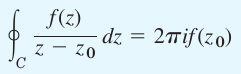 ∮_C f(z) / (z − z₀) dz = 2πif(z₀)